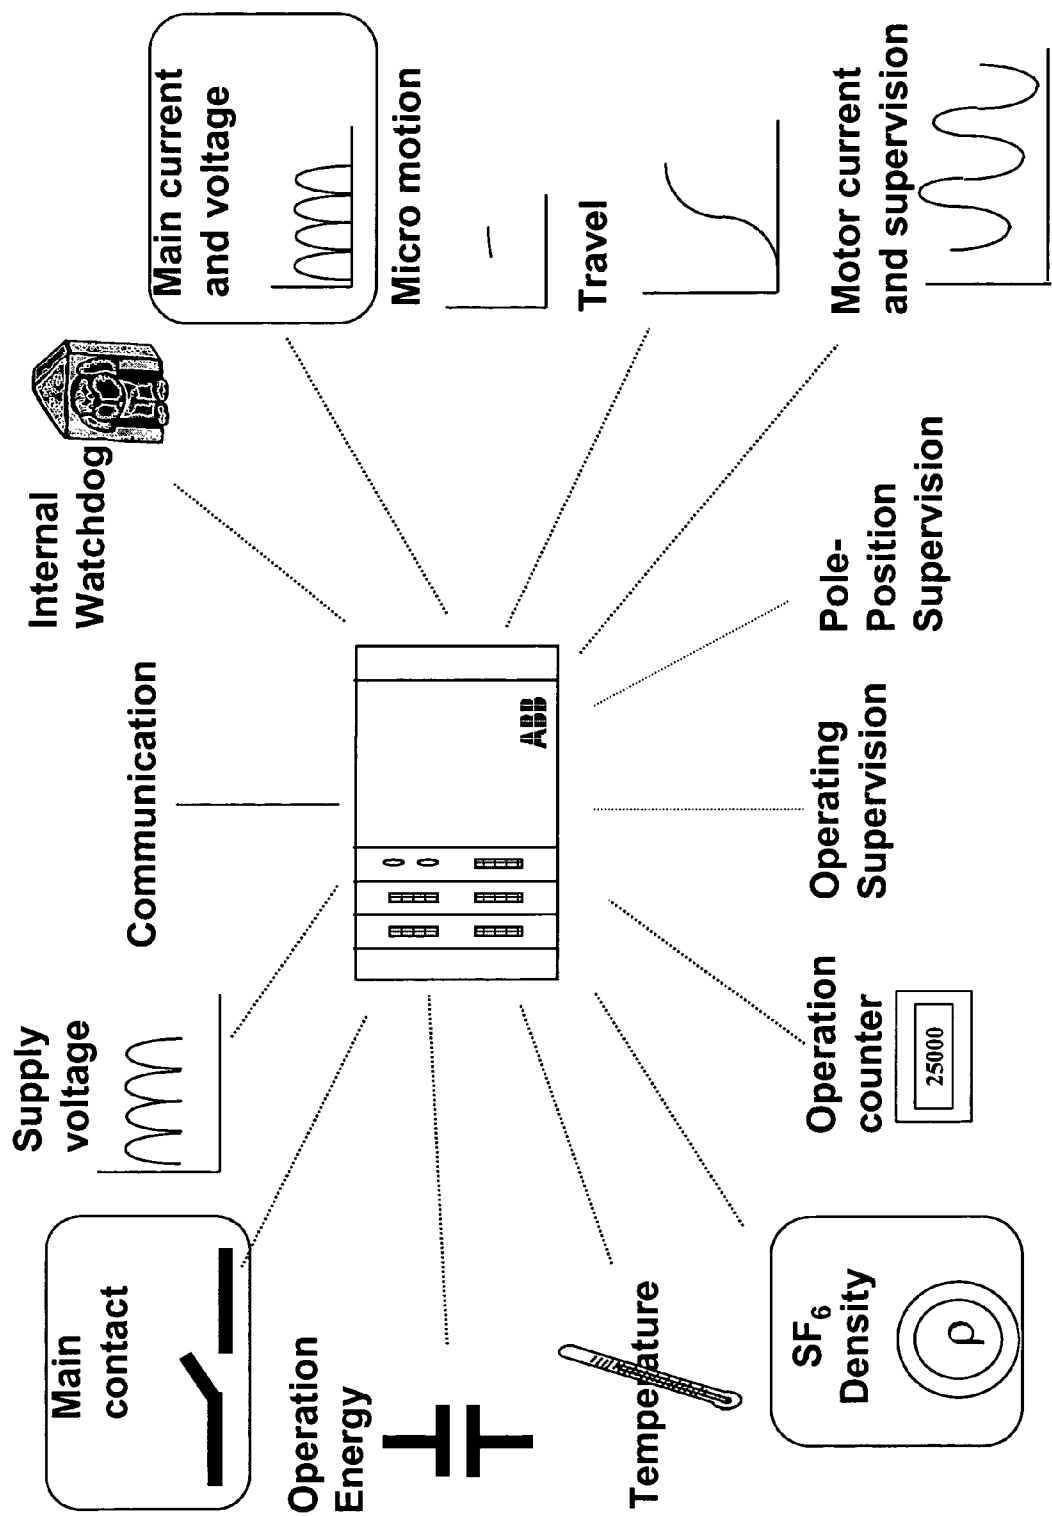 Main
contact
Supply
voltage
Communication
Internal
Watchdog
Main current
and voltage
Operation
Energy
Micro motion
ABB
Temperature
Travel
SF6
Density
ρ
Operation
counter
25000
Operating
Supervision
Pole-
Position
Supervision
Motor current
and supervision